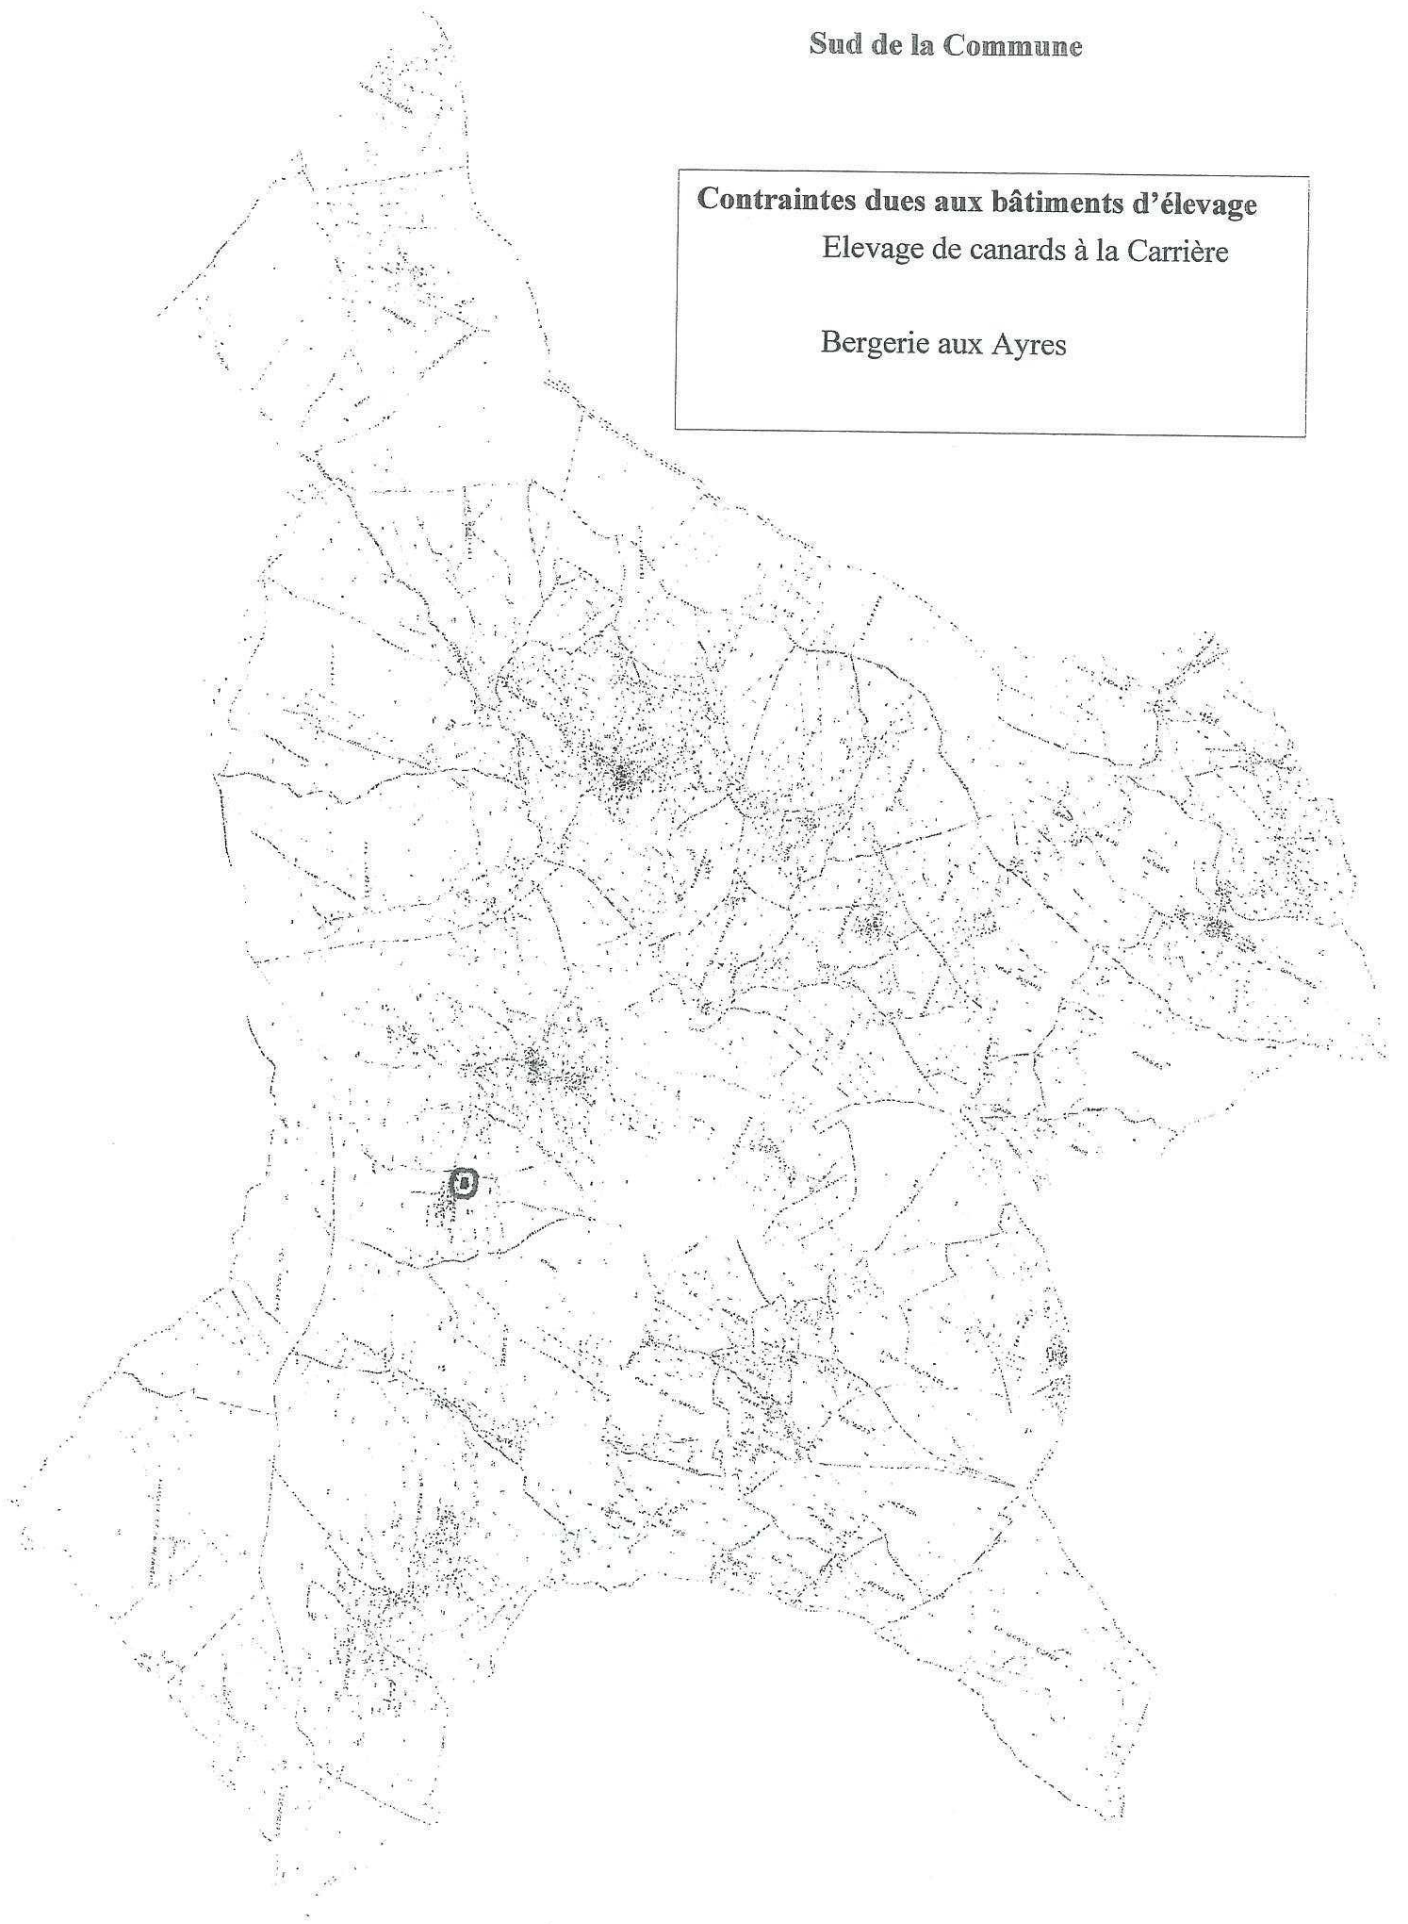 Sud de la Commune
Contraintes dues aux bâtiments d'élevage
Elevage de canards à la Carrière
Bergerie aux Ayres